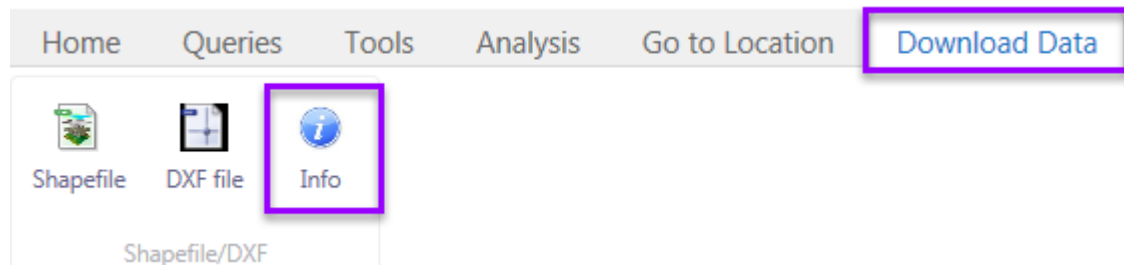 Home Queries Tools Analysis Go to Location Download Data
Shapefile DXF file Info
Shapefile/DXF